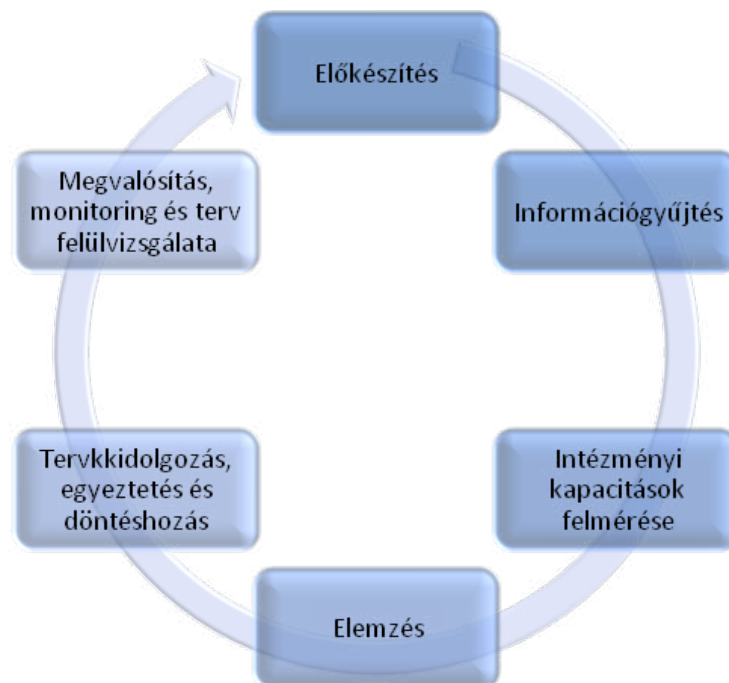 Előkészítés
Információgyűjtés
Intézményi
kapacitások
felmérése
Elemzés
Tervkkidolgozás,
egyeztetés és
döntéshozás
Megvalósítás,
monitoring és terv
felülvizsgálata